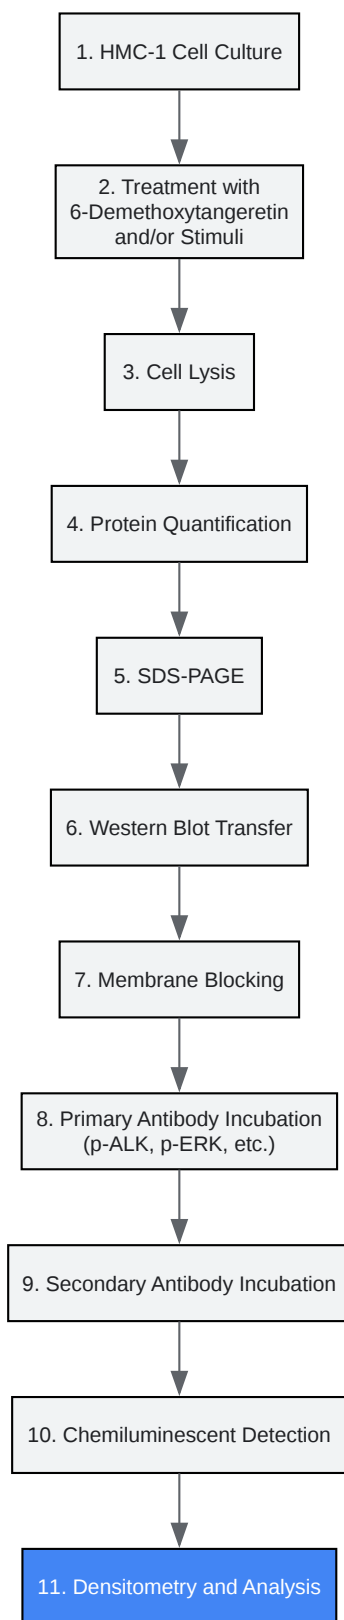 1. HMC-1 Cell Culture
2. Treatment with
6-Demethoxytangeretin
and/or Stimuli
3. Cell Lysis
4. Protein Quantification
5. SDS-PAGE
6. Western Blot Transfer
7. Membrane Blocking
8. Primary Antibody Incubation
(p-ALK, p-ERK, etc.)
9. Secondary Antibody Incubation
10. Chemiluminescent Detection
11. Densitometry and Analysis